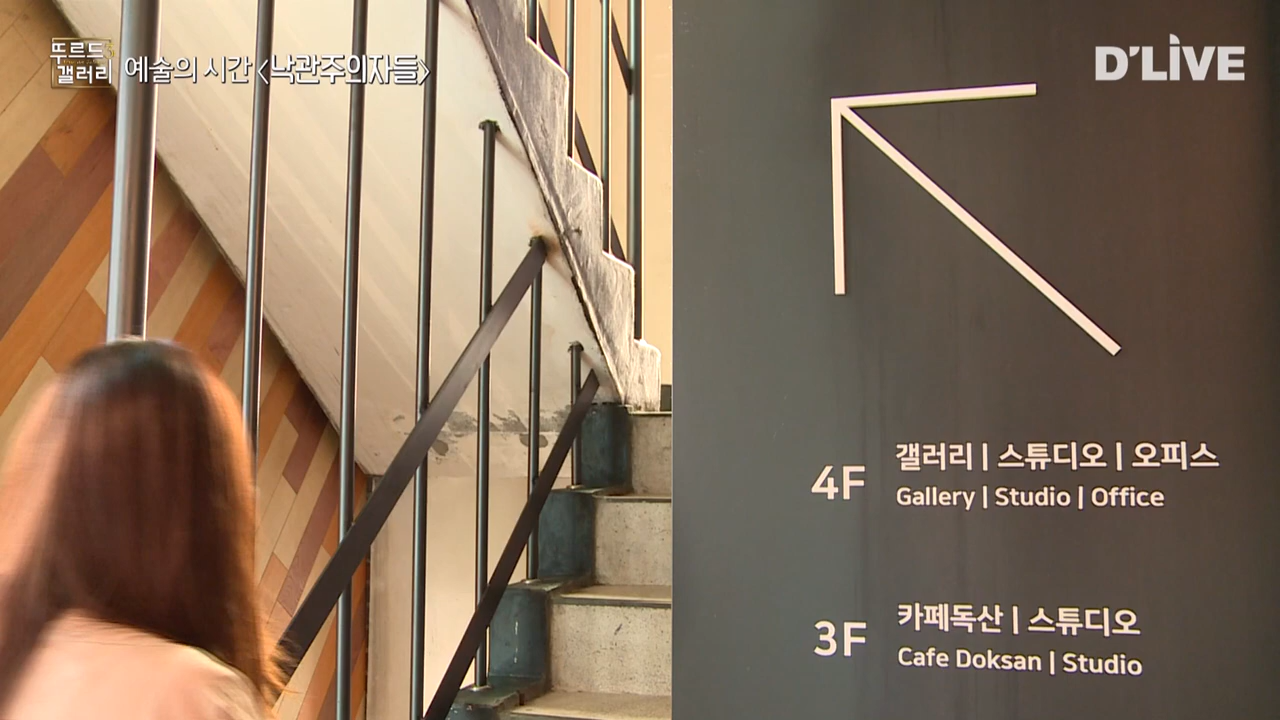 뚜르드
갤러리
예술의 시간 <낙관주의자들>
D'LIVE
4F
갤러리 | 스튜디오 | 오피스
Gallery | Studio | Office
3F
카페독산 | 스튜디오
Cafe Doksan | Studio